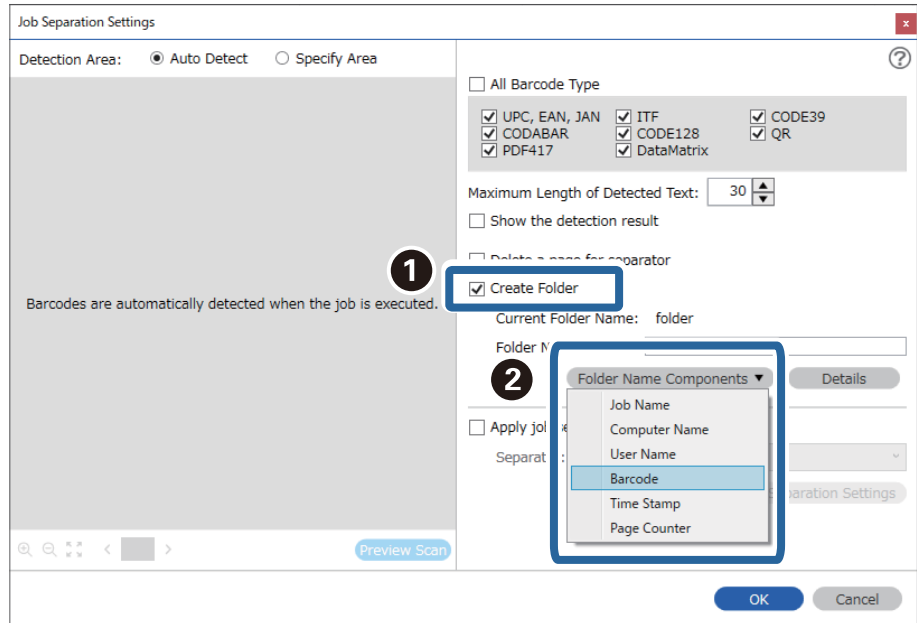 Job Separation Settings
x
Detection Area: Auto Detect Specify Area
?
All Barcode Type
UPC, EAN, JAN ITF CODE39
CODABAR CODE128 QR
PDF417 DataMatrix
Maximum Length of Detected Text: 30
Show the detection result
Delete a page for separator
1
Create Folder
Barcodes are automatically detected when the job is executed.
Current Folder Name: folder
Folder N
2
Folder Name Components Details
Job Name
Apply jo
Computer Name
User Name
Separat :
Barcode
Time Stamp
paration Settings
Page Counter
Preview Scan
OK Cancel